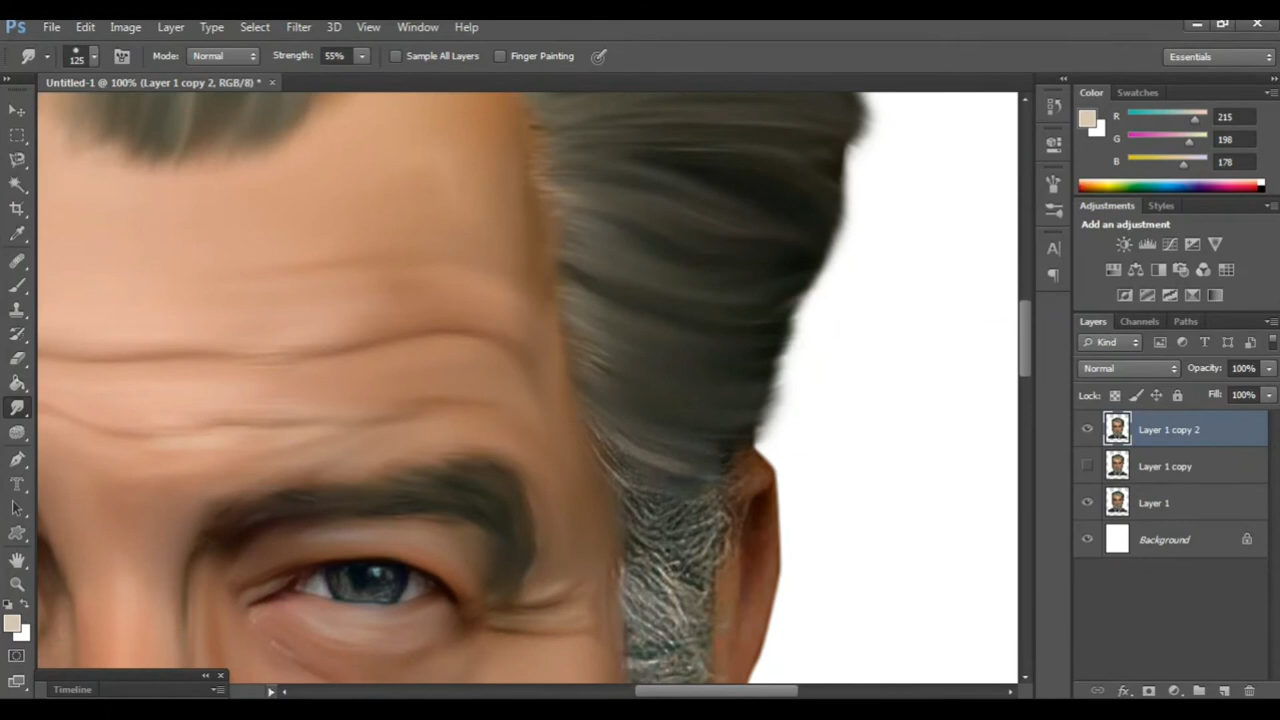 Ps File Edit Image Layer Type Select Filter 3D View Window Help
125 Mode: Normal Strength: 55% Sample All Layers Finger Painting Essentials
Untitled-1 @ 100% (Layer 1 copy 2, RGB/8) * ×
Color Swatches
R 215
G 198
B 178
Adjustments Styles
Add an adjustment
Layers Channels Paths
Kind
Normal Opacity: 100%
Lock: Fill: 100%
Layer 1 copy 2
Layer 1 copy
Layer 1
Background
Timeline